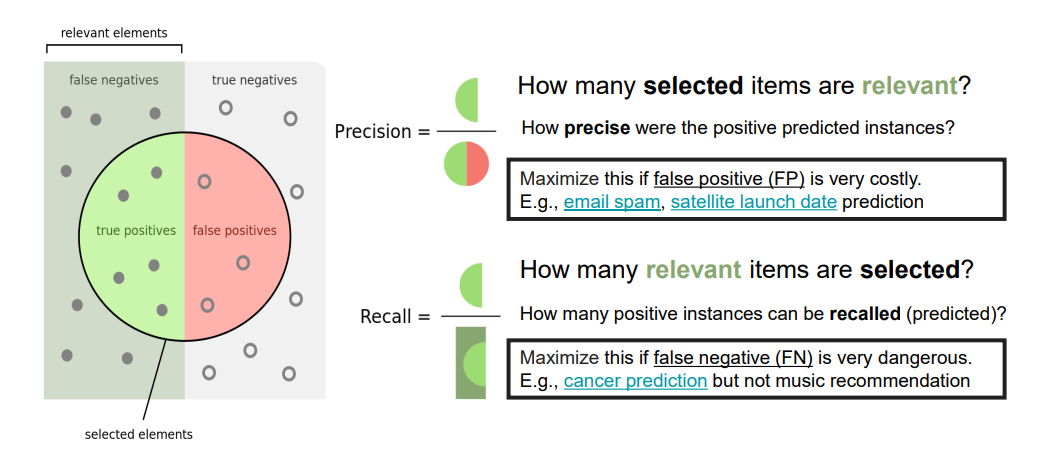 relevant elements
false negatives
true negatives
true positives
false positives
selected elements
Precision =
How many selected items are relevant?
How precise were the positive predicted instances?
Maximize this if false positive (FP) is very costly.
E.g., email spam, satellite launch date prediction
Recall =
How many relevant items are selected?
How many positive instances can be recalled (predicted)?
Maximize this if false negative (FN) is very dangerous.
E.g., cancer prediction but not music recommendation